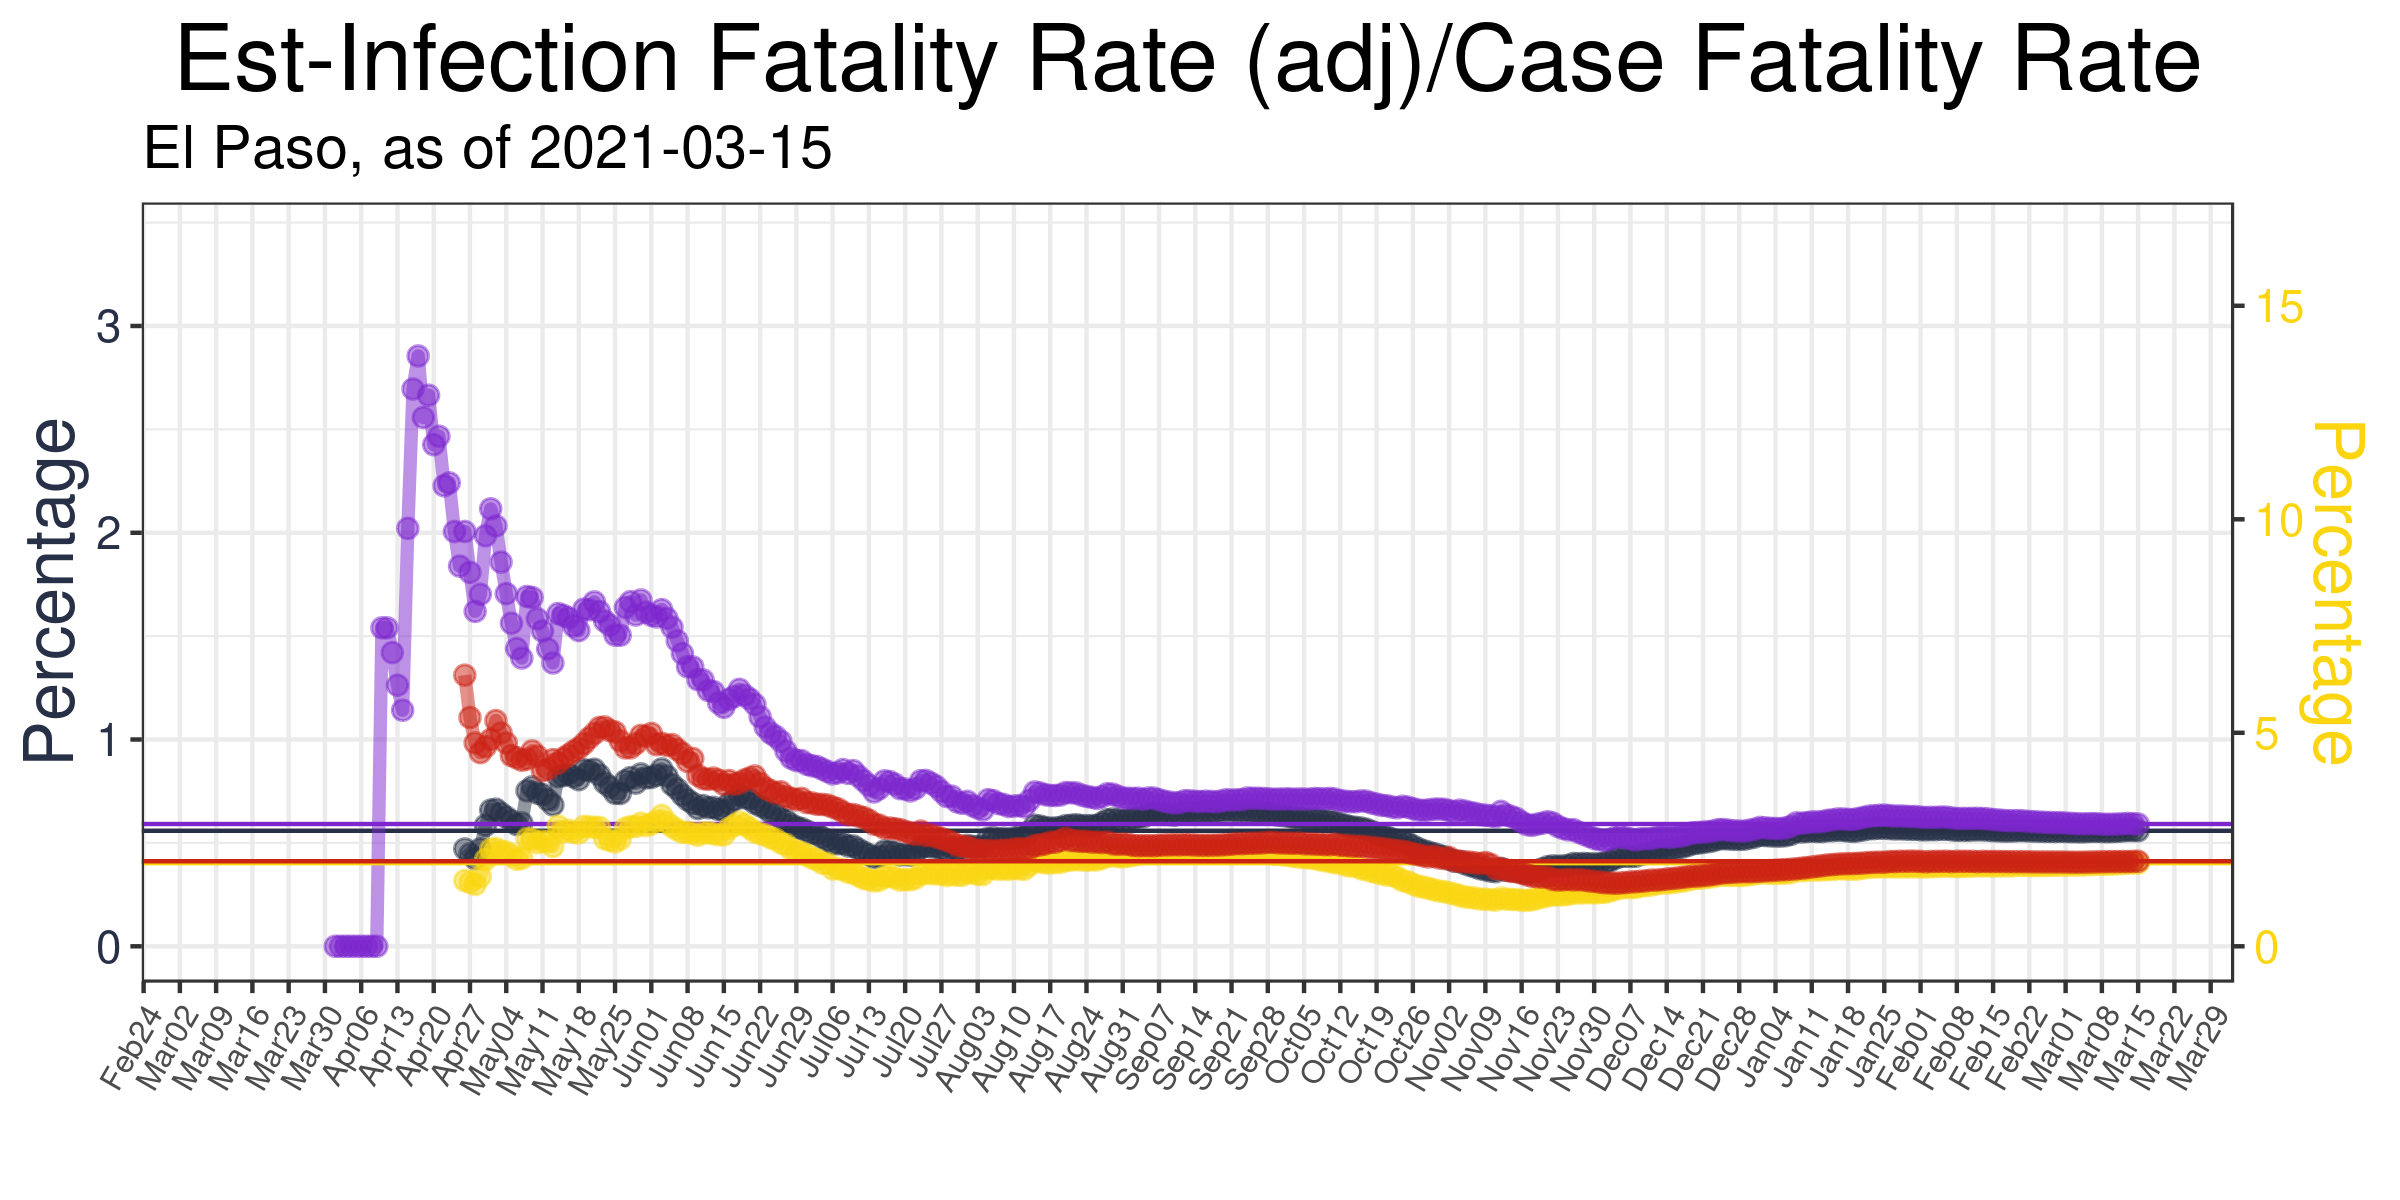 Est-Infection Fatality Rate (adj)/Case Fatality Rate
El Paso, as of 2021-03-15
Percentage
3
2
1
0
15
10
5
0
Percentage
Feb24 Mar02 Mar09 Mar16 Mar23 Mar30 Apr06 Apr13 Apr20 Apr27 May04 May11 May18 May25 Jun01 Jun08 Jun15 Jun22 Jun29 Jul06 Jul13 Jul20 Jul27 Aug03 Aug10 Aug17 Aug24 Aug31 Sep07 Sep14 Sep21 Sep28 Oct05 Oct12 Oct19 Oct26 Nov02 Nov09 Nov16 Nov23 Nov30 Dec07 Dec14 Dec21 Dec28 Jan04 Jan11 Jan18 Jan25 Feb01 Feb08 Feb15 Feb22 Mar01 Mar08 Mar15 Mar22 Mar29